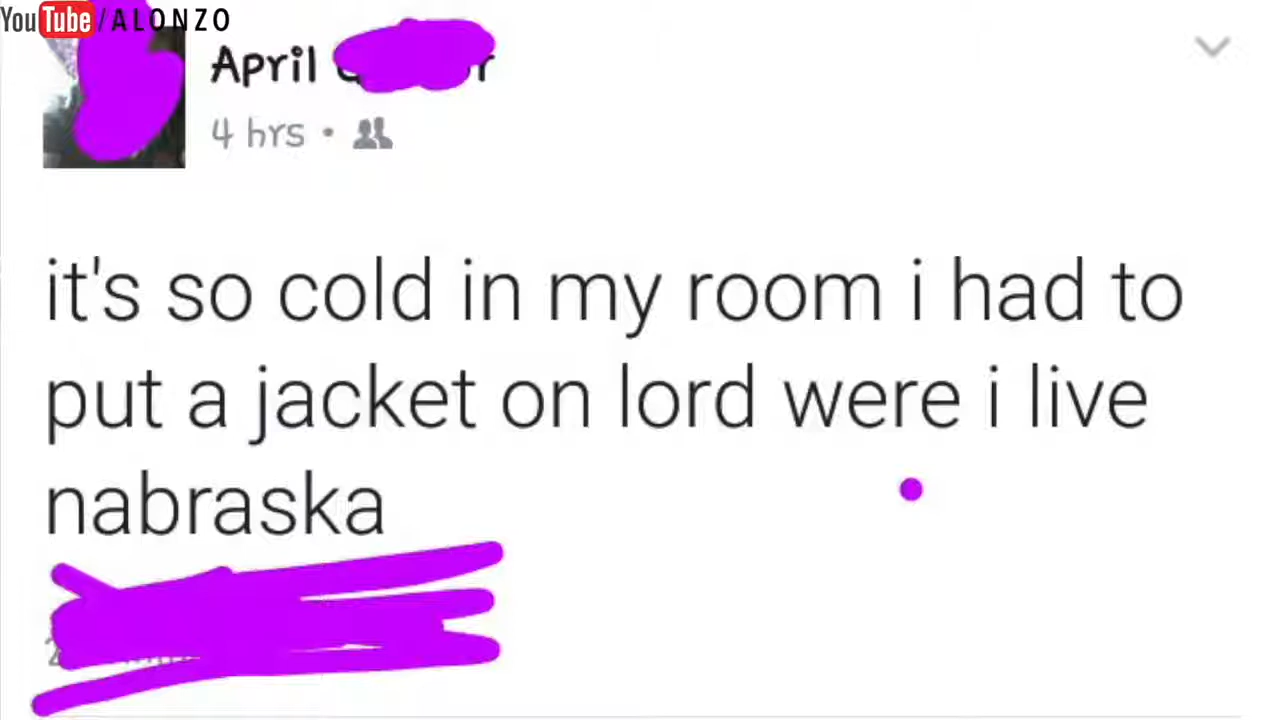 YouTube/ALONZO
April
4 hrs •
it's so cold in my room i had to
put a jacket on lord were i live
nabraska